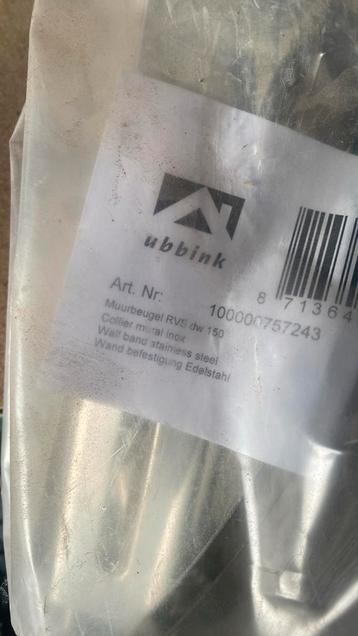 ubbink
8 71364
Art. Nr: 100000757243
Muurbeugel RVS dw 150
Collier mural inox
Wall band stainless steel
Wand befestigung Edelstahl